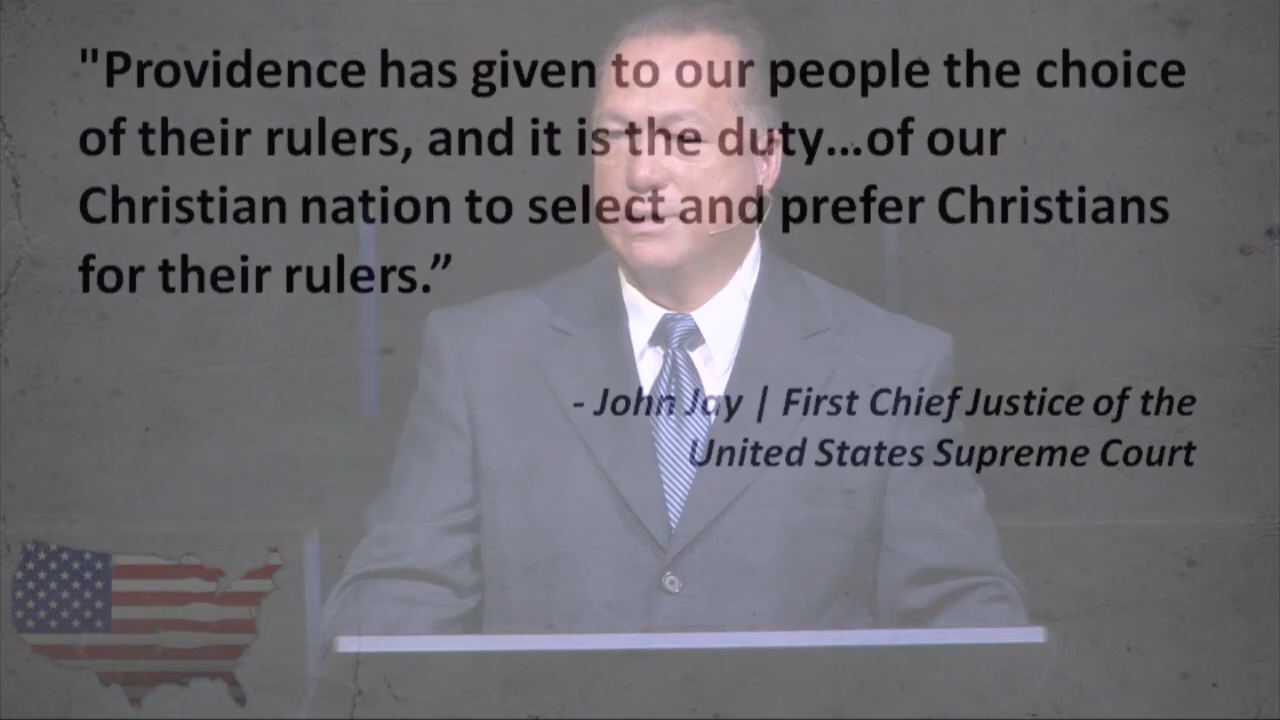 "Providence has given to our people the choice
of their rulers, and it is the duty...of our
Christian nation to select and prefer Christians
for their rulers.”
- John Jay | First Chief Justice of the
United States Supreme Court